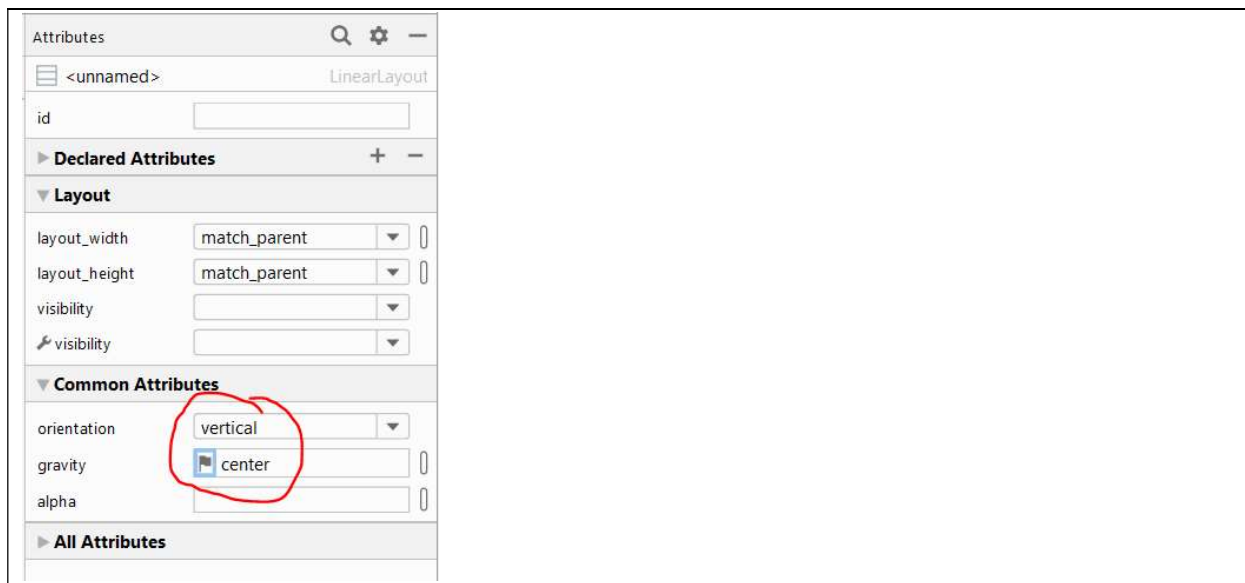 Attributes
<unnamed> LinearLayout
id
Declared Attributes
Layout
layout_width match_parent
layout_height match_parent
visibility
visibility
Common Attributes
orientation vertical
gravity center
alpha
All Attributes